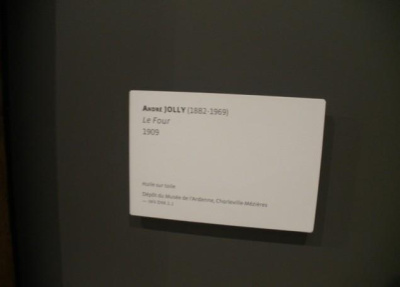 André JOLLY (1882-1969)
Le Four
1909
Huile sur toile
Dépôt du Musée de l'Ardenne, Charleville-Mézières